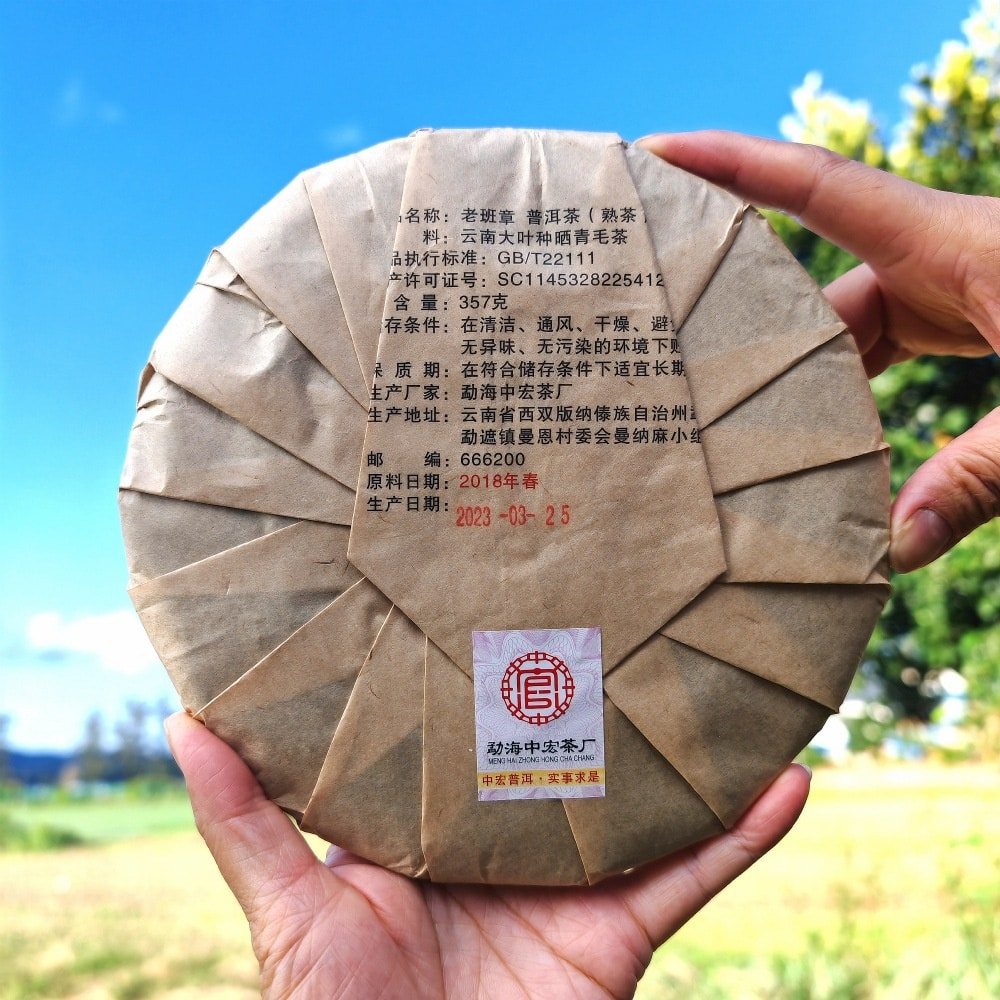 名称：老班章 普洱茶（熟茶
料：云南大叶种晒青毛茶
品执行标准：GB/T22111
产许可证号：SC1145328225412
含 量：357克
存条件：在清洁、通风、干燥、避
无异味、无污染的环境下贮
保 质 期：在符合储存条件下适宜长期
生产厂家：勐海中宏茶厂
生产地址：云南省西双版纳傣族自治州勐
勐遮镇曼恩村委会曼纳麻小组
邮 编：666200
原料日期：2018年春
生产日期：2023-03-25
官
勐海中宏茶厂
MENG HAI ZHONG HONG CHA CHANG
中宏普洱·实事求是